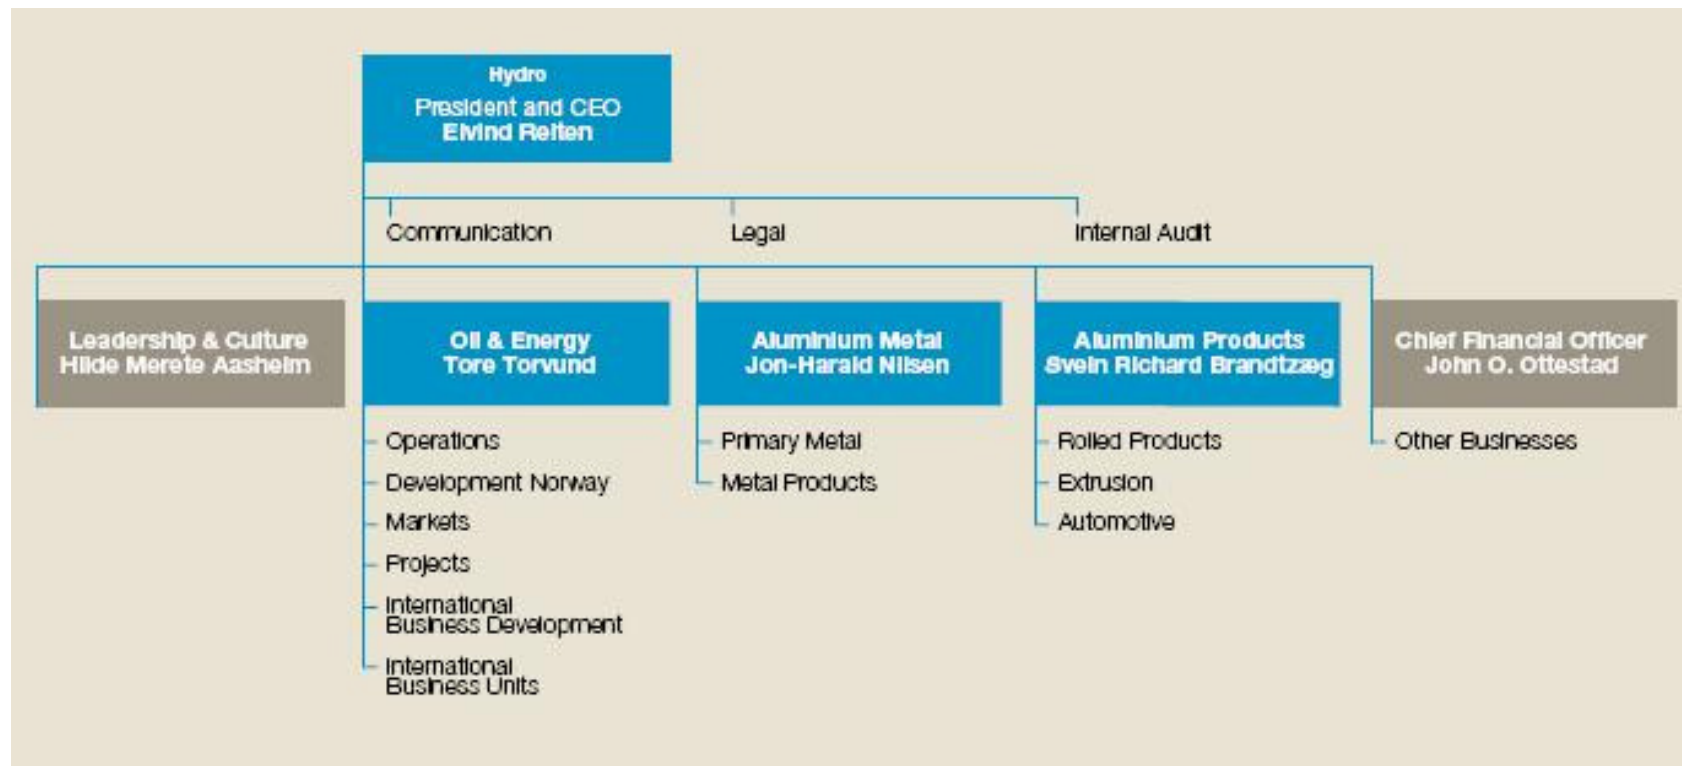 Hydro
President and CEO
Eivind Reiten
Communication
Legal
Internal Audit
Leadership & Culture
Hilde Merete Aasheim
Oil & Energy
Tore Torvund
Operations
Development Norway
Markets
Projects
International
Business Development
International
Business Units
Aluminium Metal
Jon-Harald Nilsen
Primary Metal
Metal Products
Aluminium Products
Svein Richard Brandtzæg
Rolled Products
Extrusion
Automotive
Chief Financial Officer
John O. Ottestad
Other Businesses